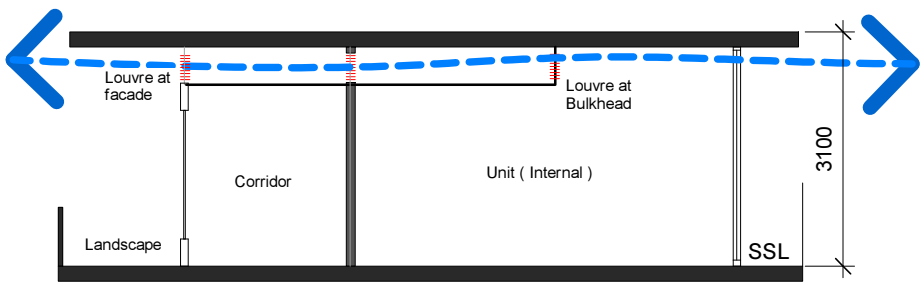 Louvre at
facade
Louvre at
Bulkhead
3100
Corridor
Unit ( Internal )
Landscape
SSL